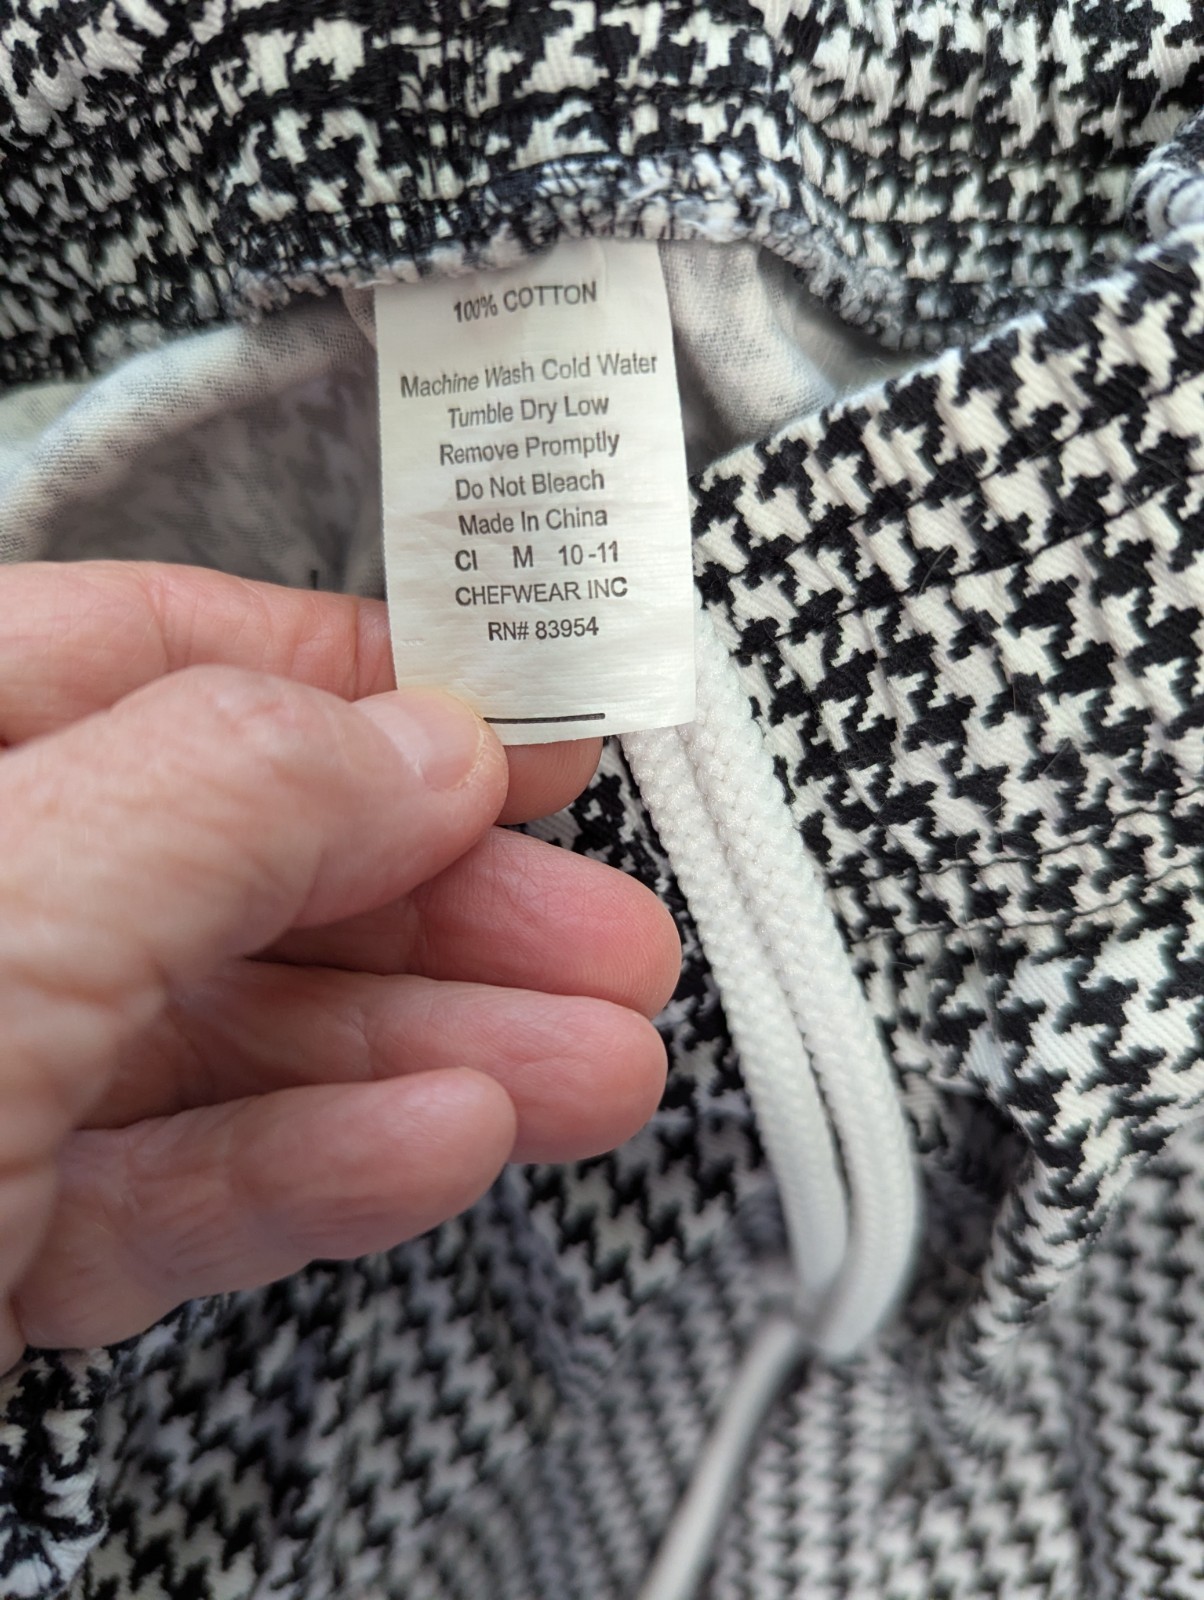 100% COTTON
Machine Wash Cold Water
Tumble Dry Low
Remove Promptly
Do Not Bleach
Made In China
CI M 10-11
CHEFWEAR INC
RN# 83954